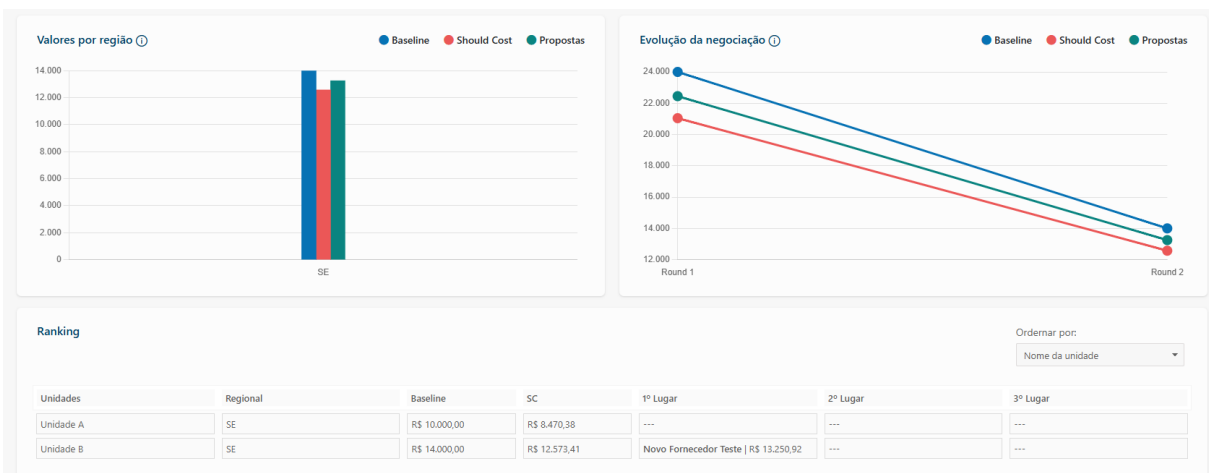 Valores por região
Baseline Should Cost Propostas
14.000
12.000
10.000
8.000
6.000
4.000
2.000
0
SE
Evolução da negociação
Baseline Should Cost Propostas
24.000
22.000
20.000
18.000
16.000
14.000
12.000
Round 1 Round 2
Ranking
Ordernar por:
Nome da unidade
Unidades Regional Baseline SC 1º Lugar 2º Lugar 3º Lugar
Unidade A SE R$ 10.000,00 R$ 8.470,38 --- --- ---
Unidade B SE R$ 14.000,00 R$ 12.573,41 Novo Fornecedor Teste | R$ 13.250,92 --- ---